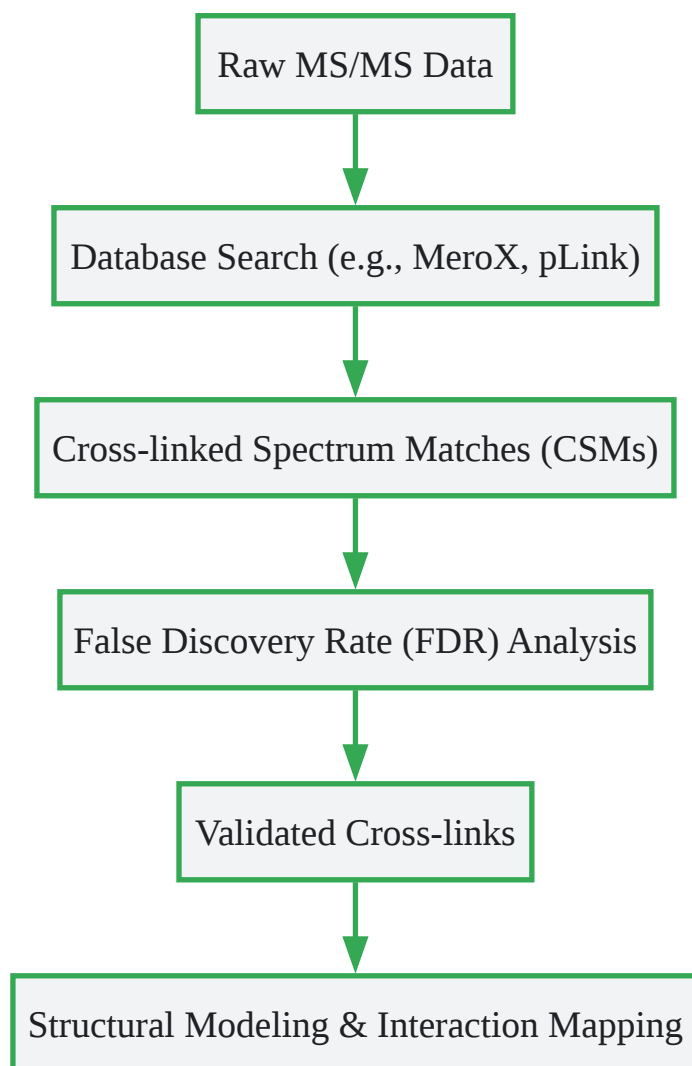 Raw MS/MS Data
Database Search (e.g., MeroX, pLink)
Cross-linked Spectrum Matches (CSMs)
False Discovery Rate (FDR) Analysis
Validated Cross-links
Structural Modeling & Interaction Mapping